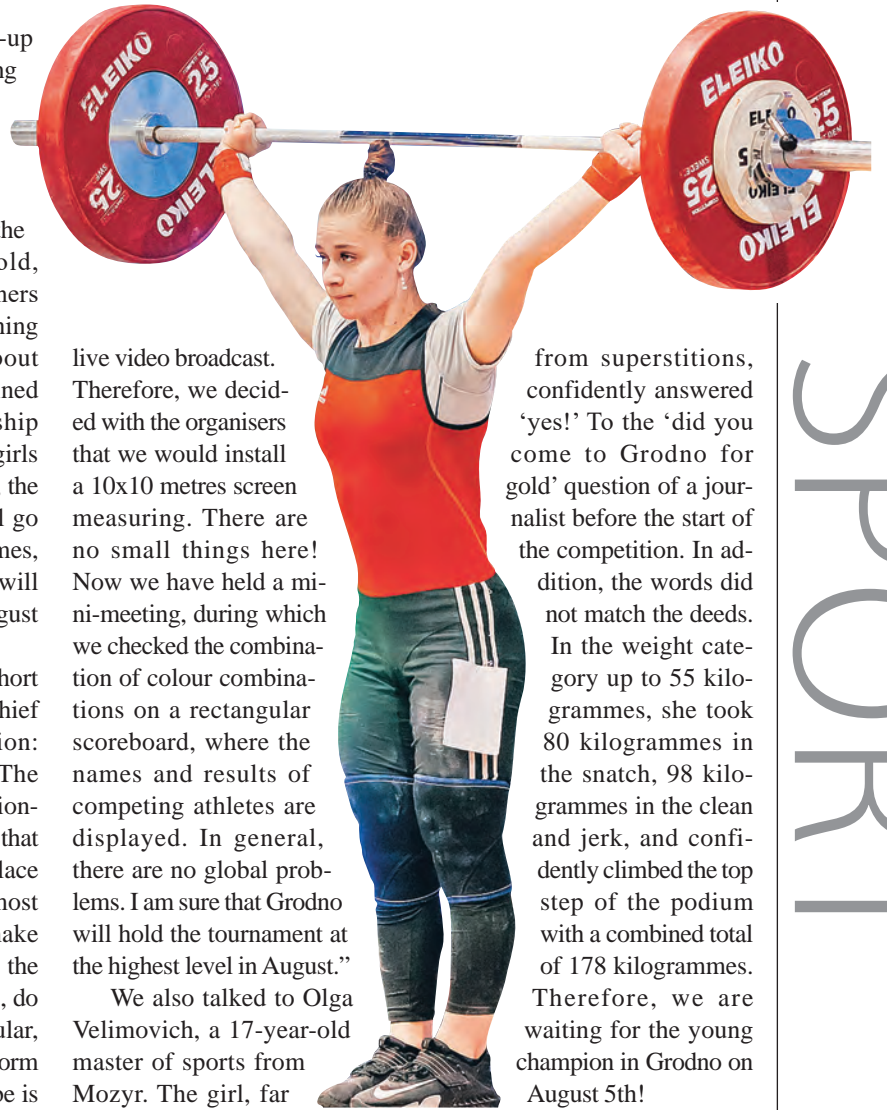 -up
ng
he
old,
ners
ning
bout
ned
ship
girls
the
l go
mes,
will
gust
hort
hief
ion:
The
ion-
that
lace
most
make
the
, do
ular,
orm
be is
ELEIKO
25
25
ELEIKO
ELEIKO
25
25
ELEIKO
5
ELEIKO
live video broadcast.
Therefore, we decid-
ed with the organisers
that we would install
a 10x10 metres screen
measuring. There are
no small things here!
Now we have held a mi-
ni-meeting, during which
we checked the combina-
tion of colour combina-
tions on a rectangular
scoreboard, where the
names and results of
competing athletes are
displayed. In general,
there are no global prob-
lems. I am sure that Grodno
will hold the tournament at
the highest level in August.”
We also talked to Olga
Velimovich, a 17-year-old
master of sports from
Mozyr. The girl, far
from superstitions,
confidently answered
‘yes!’ To the ‘did you
come to Grodno for
gold’ question of a jour-
nalist before the start of
the competition. In ad-
dition, the words did
not match the deeds.
In the weight cate-
gory up to 55 kilo-
grammes, she took
80 kilogrammes in
the snatch, 98 kilo-
grammes in the clean
and jerk, and confi-
dently climbed the top
step of the podium
with a combined total
of 178 kilogrammes.
Therefore, we are
waiting for the young
champion in Grodno on
August 5th!
SPORT